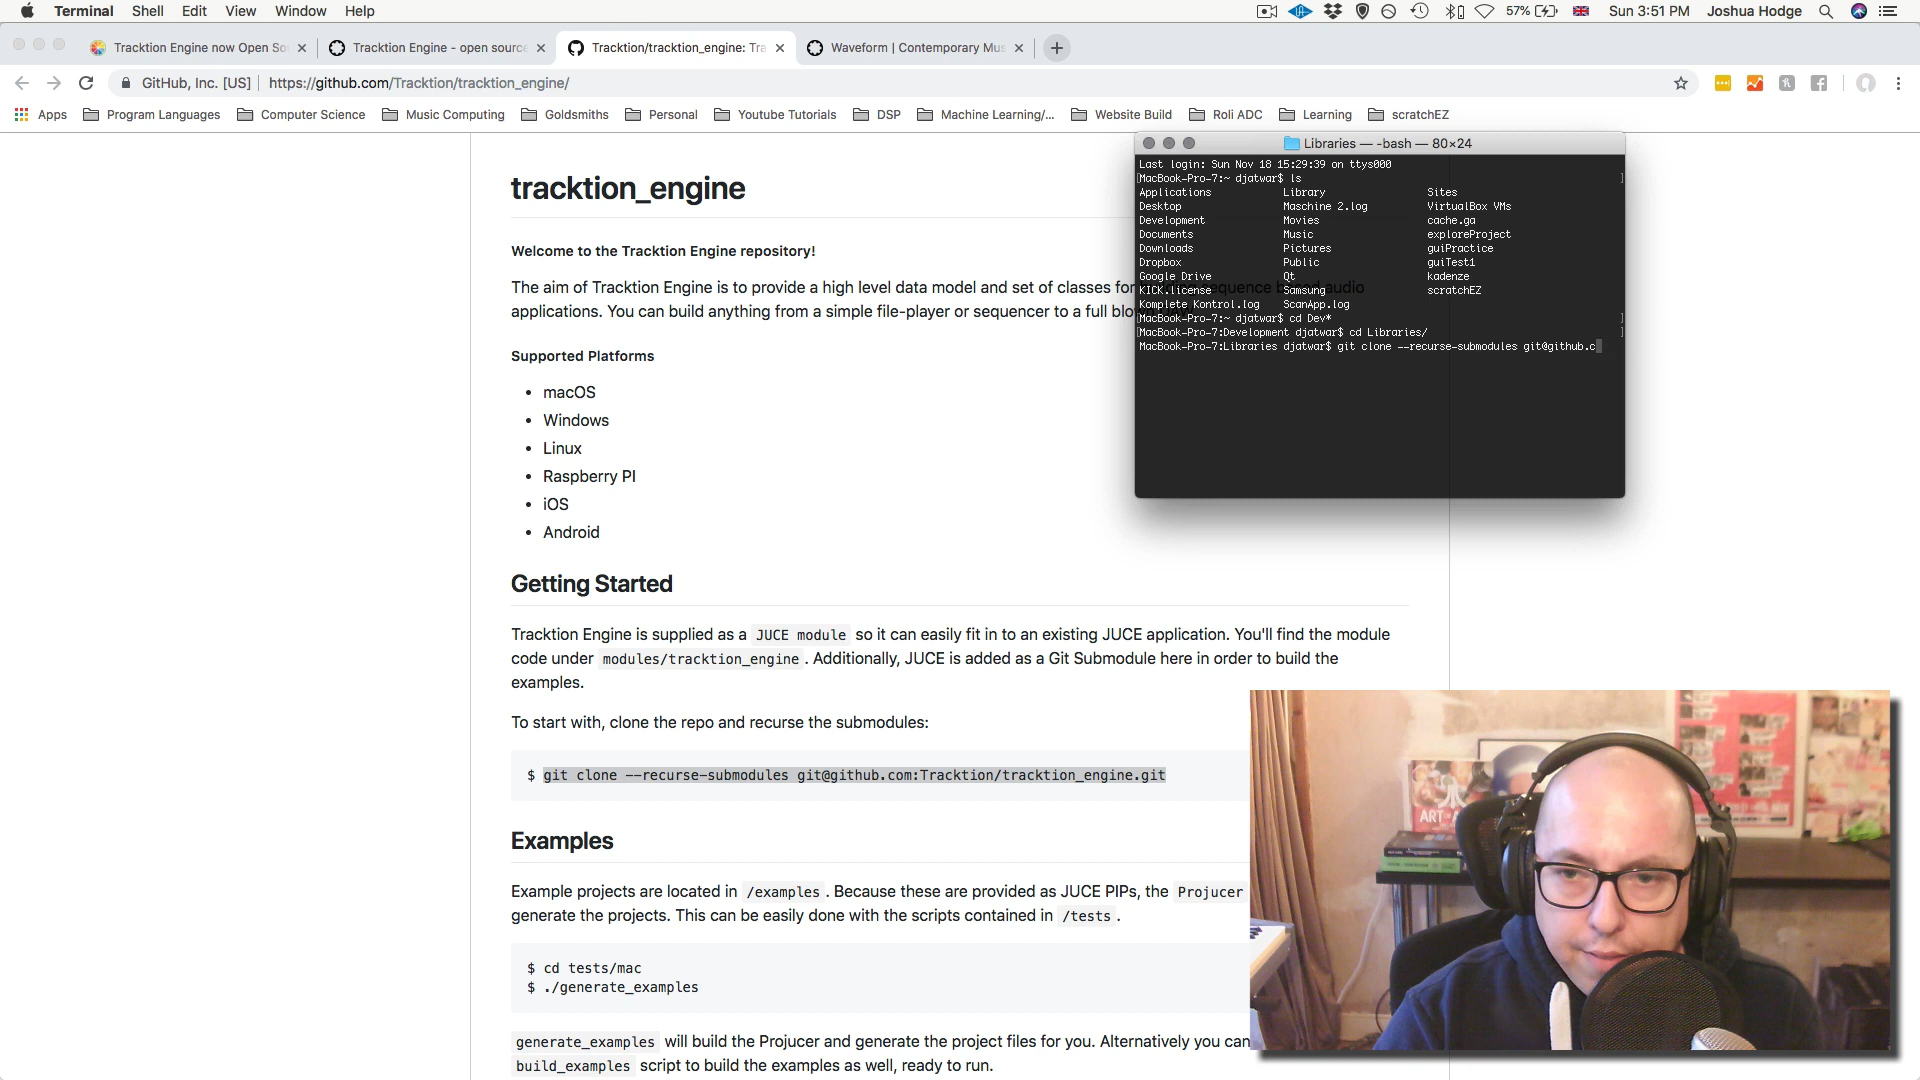 Terminal Shell Edit View Window Help 57% Sun 3:51 PM Joshua Hodge
Tracktion Engine now Open So
Tracktion Engine - open source
Tracktion/tracktion_engine: Tra
Waveform | Contemporary Mus
GitHub, Inc. [US] https://github.com/Tracktion/tracktion_engine/
Apps Program Languages Computer Science Music Computing Goldsmiths Personal Youtube Tutorials DSP Machine Learning/... Website Build Roli ADC Learning scratchEZ
tracktion_engine
Welcome to the Tracktion Engine repository!
The aim of Tracktion Engine is to provide a high level data model and set of classes for sequence based audio
applications. You can build anything from a simple file-player or sequencer to a full blo
Supported Platforms
• macOS
• Windows
• Linux
• Raspberry PI
• iOS
• Android
Getting Started
Tracktion Engine is supplied as a JUCE module so it can easily fit in to an existing JUCE application. You'll find the module
code under modules/tracktion_engine . Additionally, JUCE is added as a Git Submodule here in order to build the
examples.
To start with, clone the repo and recurse the submodules:
$ git clone --recurse-submodules git@github.com:Tracktion/tracktion_engine.git
Examples
Example projects are located in /examples . Because these are provided as JUCE PIPs, the Projucer
generate the projects. This can be easily done with the scripts contained in /tests .
$ cd tests/mac
$ ./generate_examples
generate_examples will build the Projucer and generate the project files for you. Alternatively you can
build_examples script to build the examples as well, ready to run.
Libraries — -bash — 80×24
Last login: Sun Nov 18 15:29:39 on ttys000
[MacBook-Pro-7:~ djatwar$ ls ]
Applications Library Sites
Desktop Maschine 2.log VirtualBox VMs
Development Movies cache.ga
Documents Music exploreProject
Downloads Pictures guiPractice
Dropbox Public guiTest1
Google Drive Qt kadenze
KICK.license Samsung scratchEZ
Komplete Kontrol.log ScanApp.log
[MacBook-Pro-7:~ djatwar$ cd Dev* ]
[MacBook-Pro-7:Development djatwar$ cd Libraries/ ]
MacBook-Pro-7:Libraries djatwar$ git clone --recurse-submodules git@github.c
ART